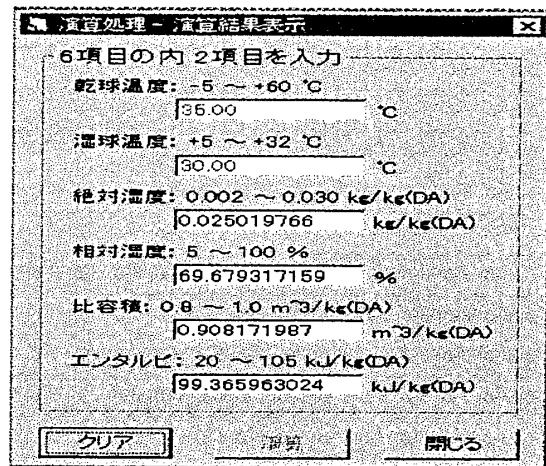 演算処理 - 演算結果表示
6項目の内 2項目を入力
乾球温度: -5 ~ +60 ℃
35.00 ℃
湿球温度: +5 ~ +32 ℃
30.00 ℃
絶対湿度: 0.002 ~ 0.030 kg/kg(DA)
0.025019766 kg/kg(DA)
相対湿度: 5 ~ 100 %
69.679317159 %
比容積: 0.8 ~ 1.0 m^3/kg(DA)
0.908171987 m^3/kg(DA)
エンタルピ: 20 ~ 105 kJ/kg(DA)
99.365963024 kJ/kg(DA)
クリア 演算 閉じる